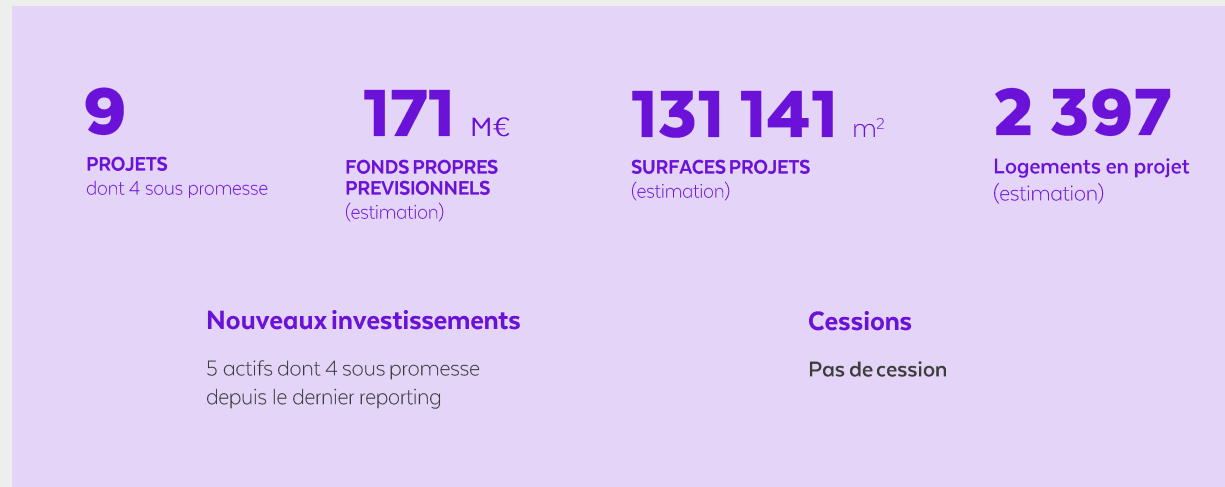 9
PROJETS
dont 4 sous promesse
171 M€
FONDS PROPRES
PREVISIONNELS
(estimation)
131 141 m²
SURFACES PROJETS
(estimation)
2 397
Logements en projet
(estimation)
Nouveaux investissements
5 actifs dont 4 sous promesse
depuis le dernier reporting
Cessions
Pas de cession